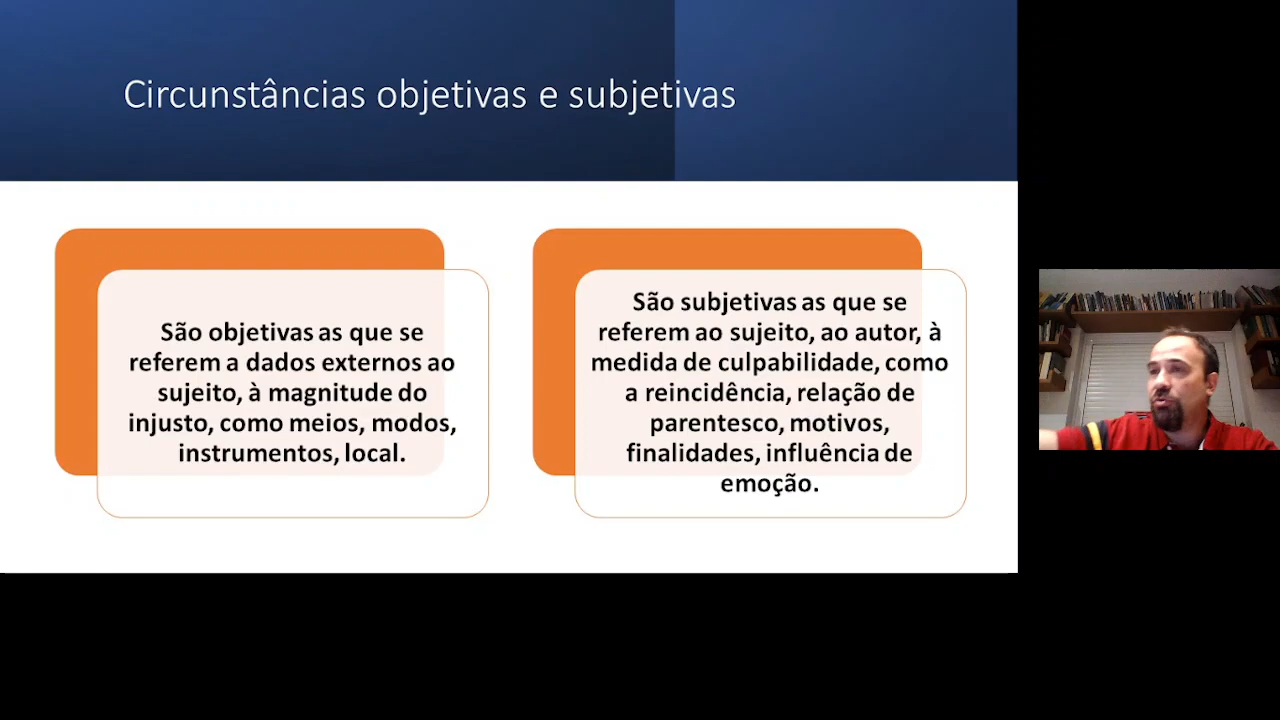 Circunstâncias objetivas e subjetivas
São objetivas as que se
referem a dados externos ao
sujeito, à magnitude do
injusto, como meios, modos,
instrumentos, local.
São subjetivas as que se
referem ao sujeito, ao autor, à
medida de culpabilidade, como
a reincidência, relação de
parentesco, motivos,
finalidades, influência de
emoção.